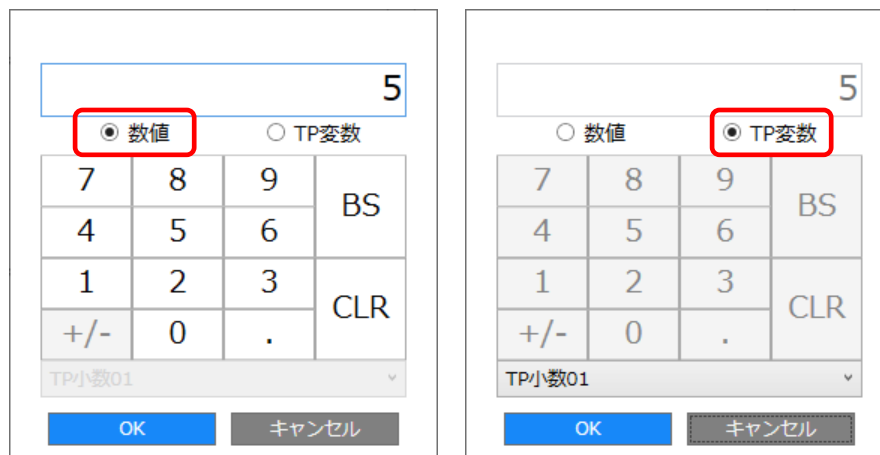 5
数値 TP変数
7 8 9 BS
4 5 6
1 2 3 CLR
+/- 0 .
TP小数01
OK キャンセル
5
数値 TP変数
7 8 9 BS
4 5 6
1 2 3 CLR
+/- 0 .
TP小数01
OK キャンセル